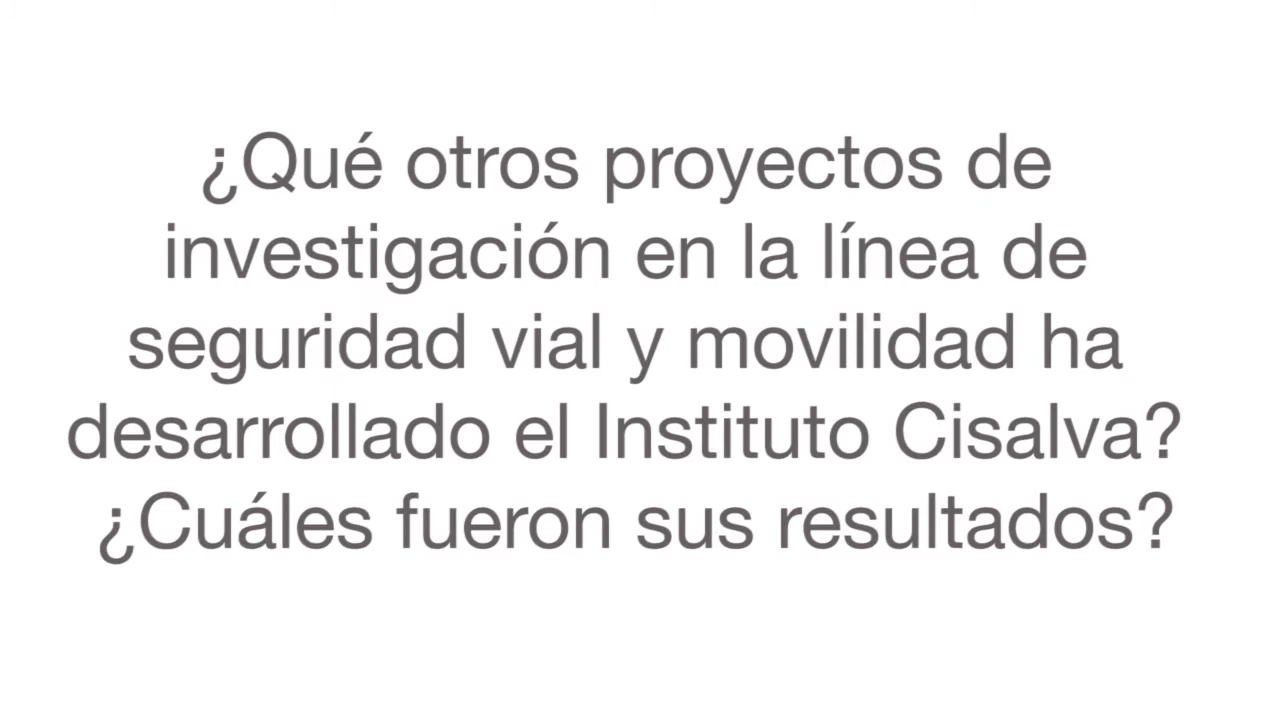 ¿Qué otros proyectos de
investigación en la línea de
seguridad vial y movilidad ha
desarrollado el Instituto Cisalva?
¿Cuáles fueron sus resultados?